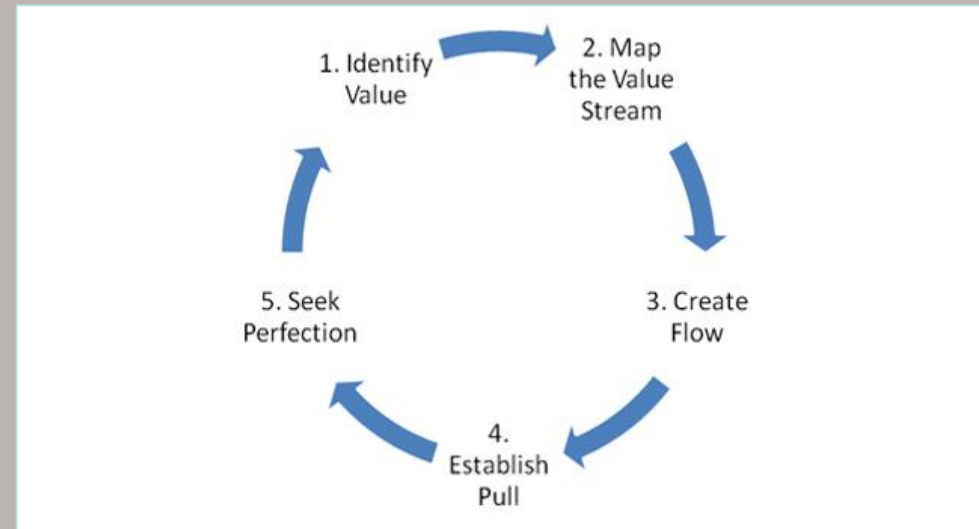 1. Identify
Value
2. Map
the Value
Stream
3. Create
Flow
4.
Establish
Pull
5. Seek
Perfection